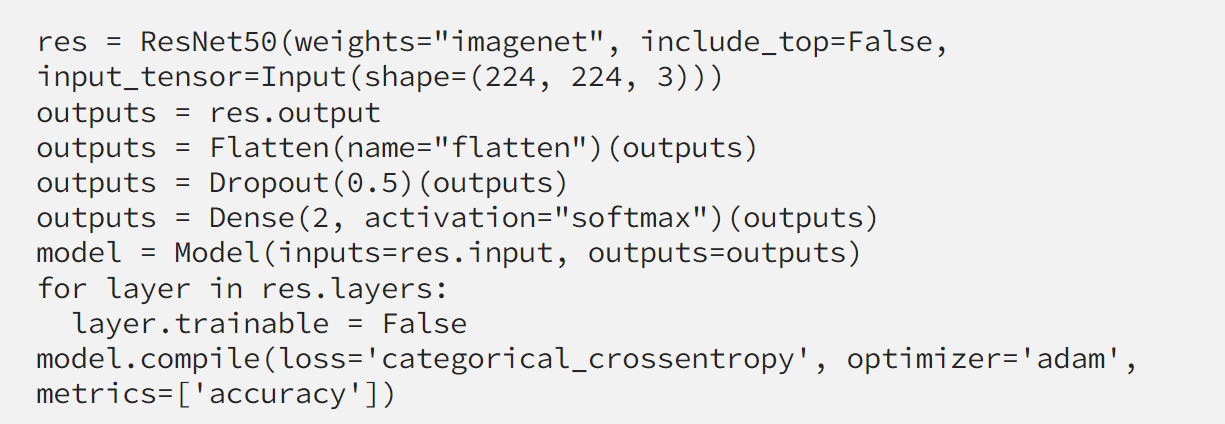 res = ResNet50(weights="imagenet", include_top=False,
input_tensor=Input(shape=(224, 224, 3)))
outputs = res.output
outputs = Flatten(name="flatten")(outputs)
outputs = Dropout(0.5)(outputs)
outputs = Dense(2, activation="softmax")(outputs)
model = Model(inputs=res.input, outputs=outputs)
for layer in res.layers:
  layer.trainable = False
model.compile(loss='categorical_crossentropy', optimizer='adam',
metrics=['accuracy'])